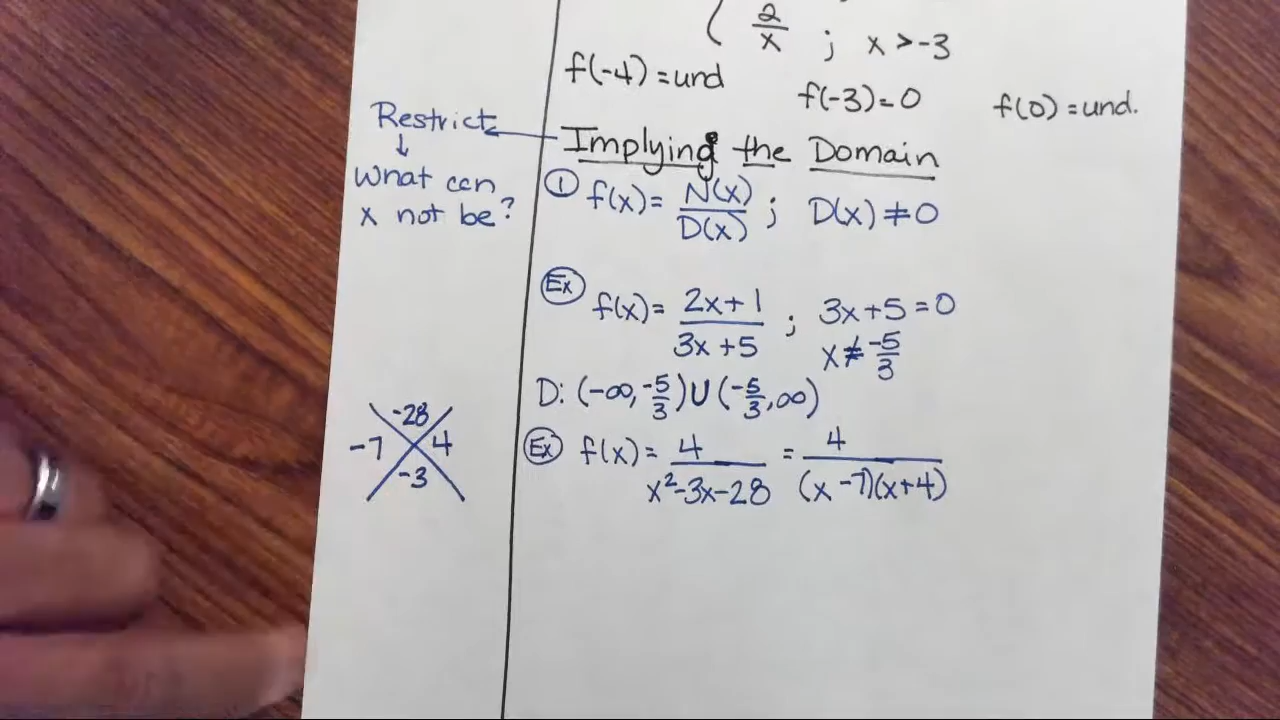 2/x ; x > -3
f(-4) = und
f(-3) = 0
f(0) = und.
Restrict
↓
What can
x not be?
Implying the Domain
① f(x) = N(x)/D(x) ; D(x) ≠ 0
Ex f(x) = 2x+1/3x+5 ; 3x+5 = 0
x ≠ -5/3
D: (-∞, -5/3) ∪ (-5/3, ∞)
-28
-7 4
-3
Ex f(x) = 4/x²-3x-28 = 4/(x-7)(x+4)